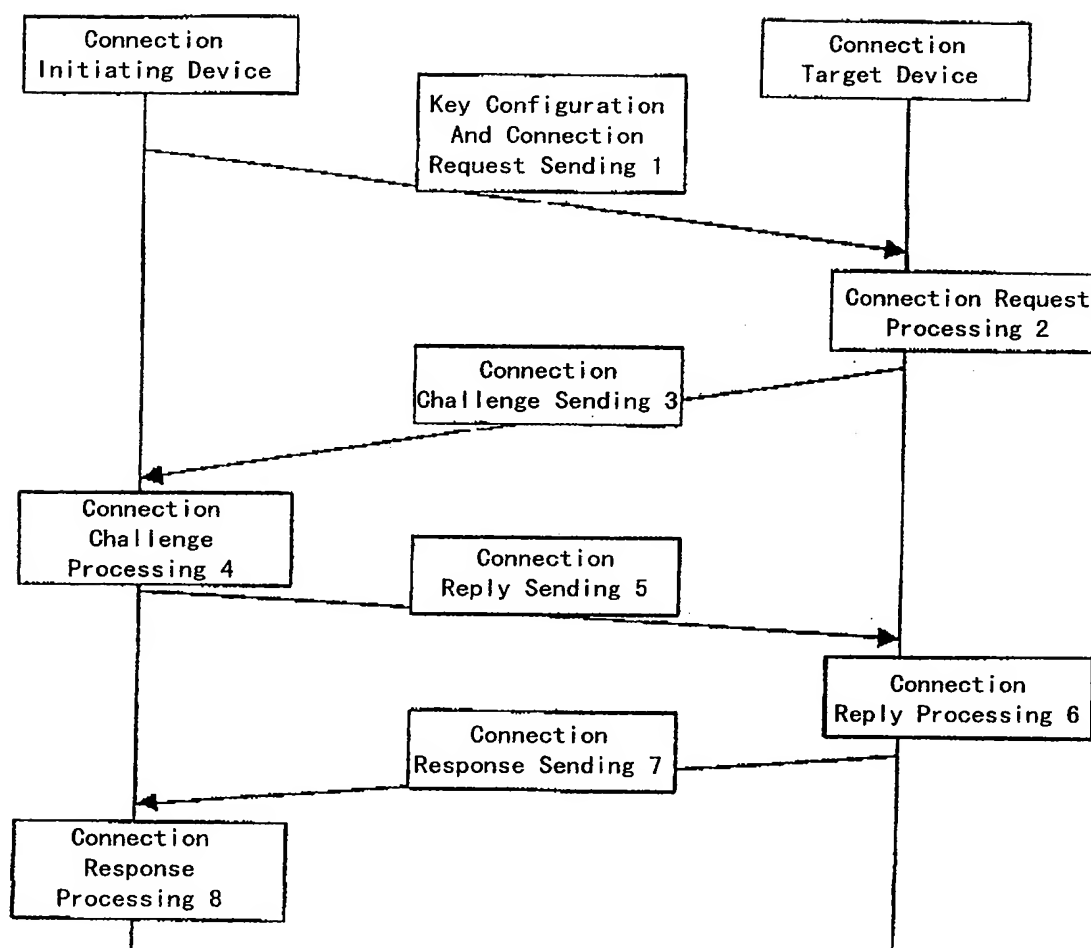 Connection
Initiating Device
Connection
Target Device
Key Configuration
And Connection
Request Sending 1
Connection Request
Processing 2
Connection
Challenge Sending 3
Connection
Challenge
Processing 4
Connection
Reply Sending 5
Connection
Reply Processing 6
Connection
Response Sending 7
Connection
Response
Processing 8